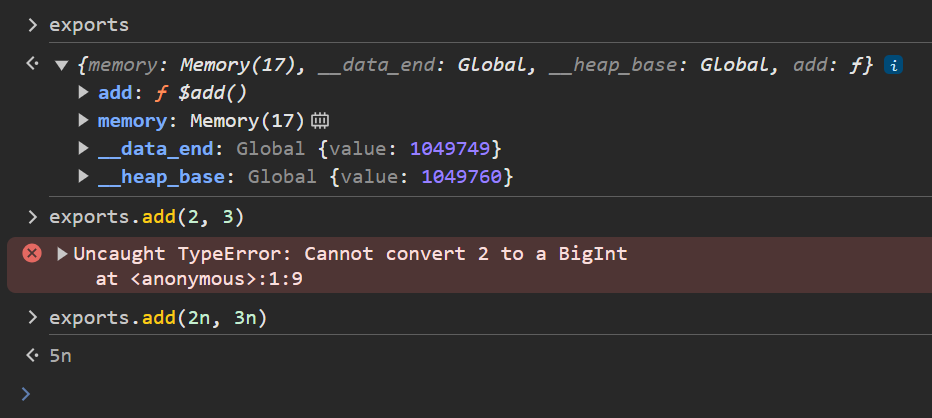 > exports
{memory: Memory(17), __data_end: Global, __heap_base: Global, add: ƒ} i
add: ƒ $add()
memory: Memory(17)
__data_end: Global {value: 1049749}
__heap_base: Global {value: 1049760}
> exports.add(2, 3)
Uncaught TypeError: Cannot convert 2 to a BigInt
at <anonymous>:1:9
> exports.add(2n, 3n)
5n
>